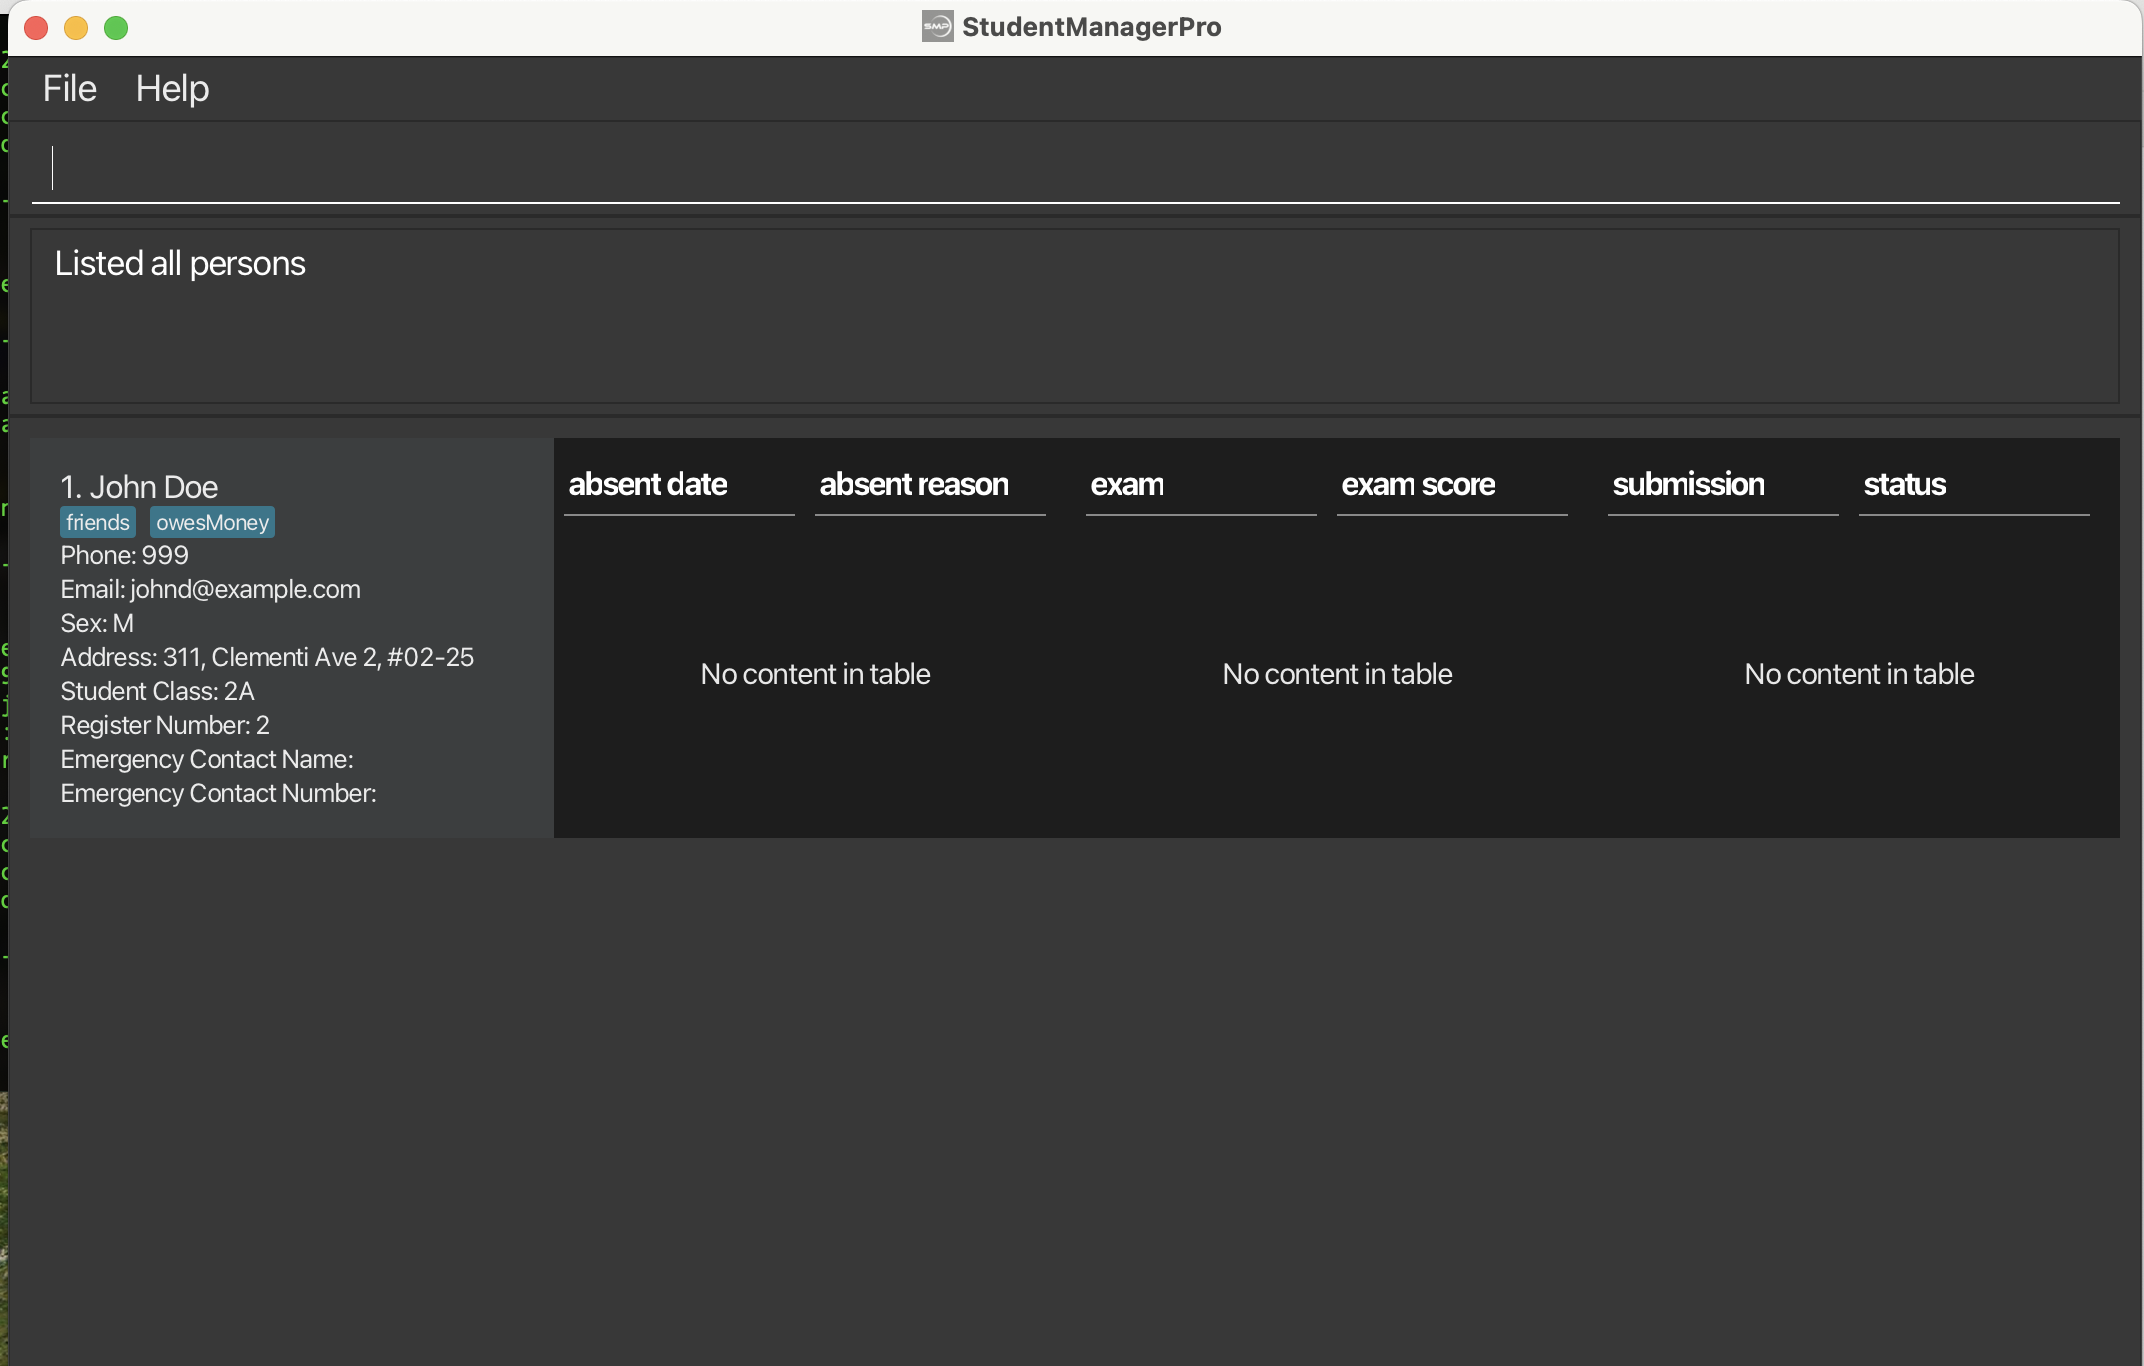 SMP StudentManagerPro
File Help
Listed all persons
1. John Doe
friends owesMoney
Phone: 999
Email: johnd@example.com
Sex: M
Address: 311, Clementi Ave 2, #02-25
Student Class: 2A
Register Number: 2
Emergency Contact Name:
Emergency Contact Number:
absent date absent reason exam exam score submission status
No content in table No content in table No content in table